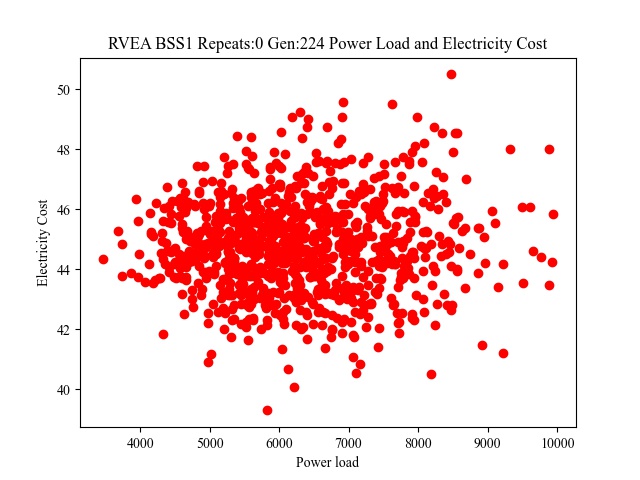 RVEA BSS1 Repeats:0 Gen:224 Power Load and Electricity Cost
50
48
46
44
42
40
Electricity Cost
4000 5000 6000 7000 8000 9000 10000
Power load